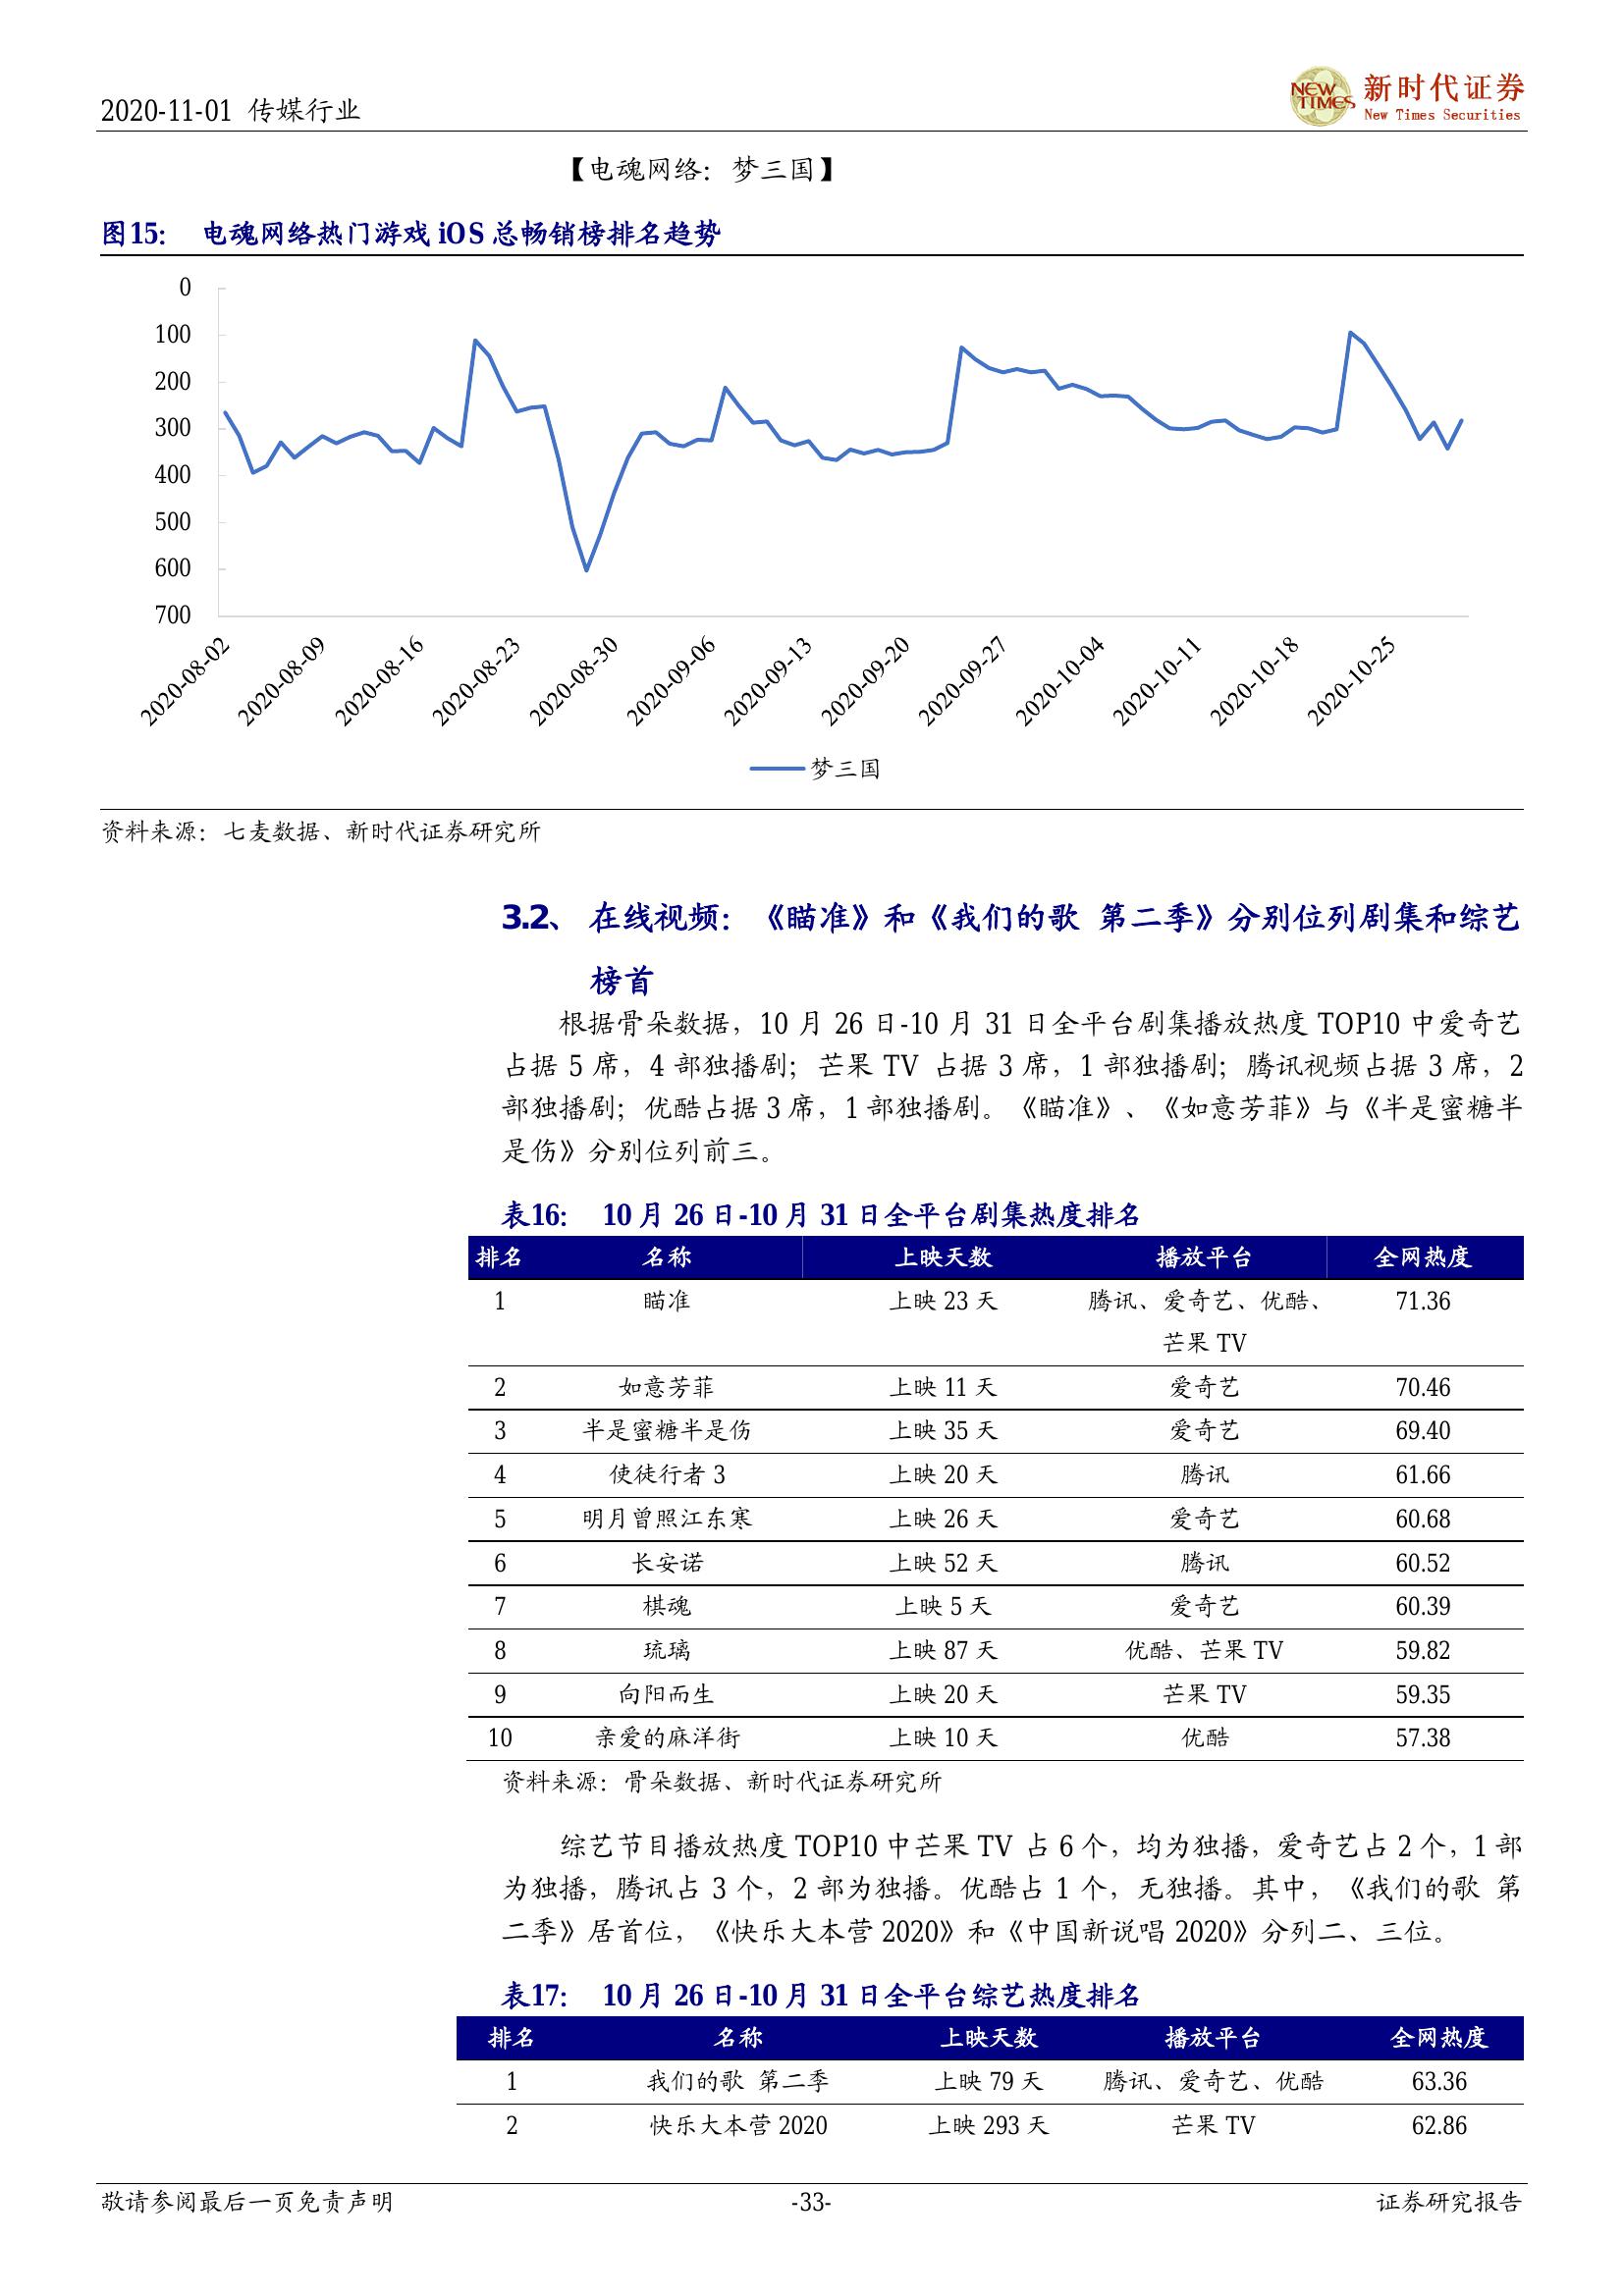 2020-11-01 传媒行业
NEW TIMES 新时代证券
New Times Securities
【电魂网络：梦三国】
图15： 电魂网络热门游戏 iOS 总畅销榜排名趋势
0
100
200
300
400
500
600
700
2020-08-02 2020-08-09 2020-08-16 2020-08-23 2020-08-30 2020-09-06 2020-09-13 2020-09-20 2020-09-27 2020-10-04 2020-10-11 2020-10-18 2020-10-25
梦三国
资料来源：七麦数据、新时代证券研究所
3.2、 在线视频：《瞄准》和《我们的歌 第二季》分别位列剧集和综艺
榜首
根据骨朵数据，10 月 26 日-10 月 31 日全平台剧集播放热度 TOP10 中爱奇艺
占据 5 席，4 部独播剧；芒果 TV 占据 3 席，1 部独播剧；腾讯视频占据 3 席，2
部独播剧；优酷占据 3 席，1 部独播剧。《瞄准》、《如意芳菲》与《半是蜜糖半
是伤》分别位列前三。
表16： 10 月 26 日-10 月 31 日全平台剧集热度排名
排名 名称 上映天数 播放平台 全网热度
1 瞄准 上映 23 天 腾讯、爱奇艺、优酷、 71.36
芒果 TV
2 如意芳菲 上映 11 天 爱奇艺 70.46
3 半是蜜糖半是伤 上映 35 天 爱奇艺 69.40
4 使徒行者 3 上映 20 天 腾讯 61.66
5 明月曾照江东寒 上映 26 天 爱奇艺 60.68
6 长安诺 上映 52 天 腾讯 60.52
7 棋魂 上映 5 天 爱奇艺 60.39
8 琉璃 上映 87 天 优酷、芒果 TV 59.82
9 向阳而生 上映 20 天 芒果 TV 59.35
10 亲爱的麻洋街 上映 10 天 优酷 57.38
资料来源：骨朵数据、新时代证券研究所
综艺节目播放热度 TOP10 中芒果 TV 占 6 个，均为独播，爱奇艺占 2 个，1 部
为独播，腾讯占 3 个，2 部为独播。优酷占 1 个，无独播。其中，《我们的歌 第
二季》居首位，《快乐大本营 2020》和《中国新说唱 2020》分列二、三位。
表17： 10 月 26 日-10 月 31 日全平台综艺热度排名
排名 名称 上映天数 播放平台 全网热度
1 我们的歌 第二季 上映 79 天 腾讯、爱奇艺、优酷 63.36
2 快乐大本营 2020 上映 293 天 芒果 TV 62.86
敬请参阅最后一页免责声明 -33- 证券研究报告